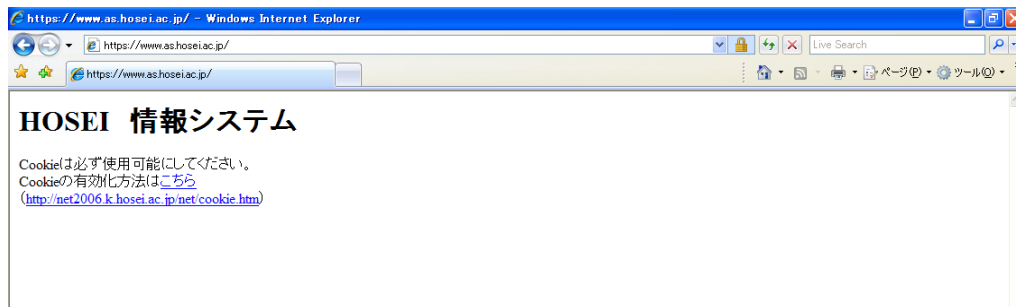 https://www.as.hosei.ac.jp/ - Windows Internet Explorer
https://www.as.hosei.ac.jp/
Live Search
https://www.as.hosei.ac.jp/
ページ(P)
ツール(O)
HOSEI 情報システム
Cookieは必ず使用可能にしてください。
Cookieの有効化方法はこちら
(http://net2006.k.hosei.ac.jp/net/cookie.htm)